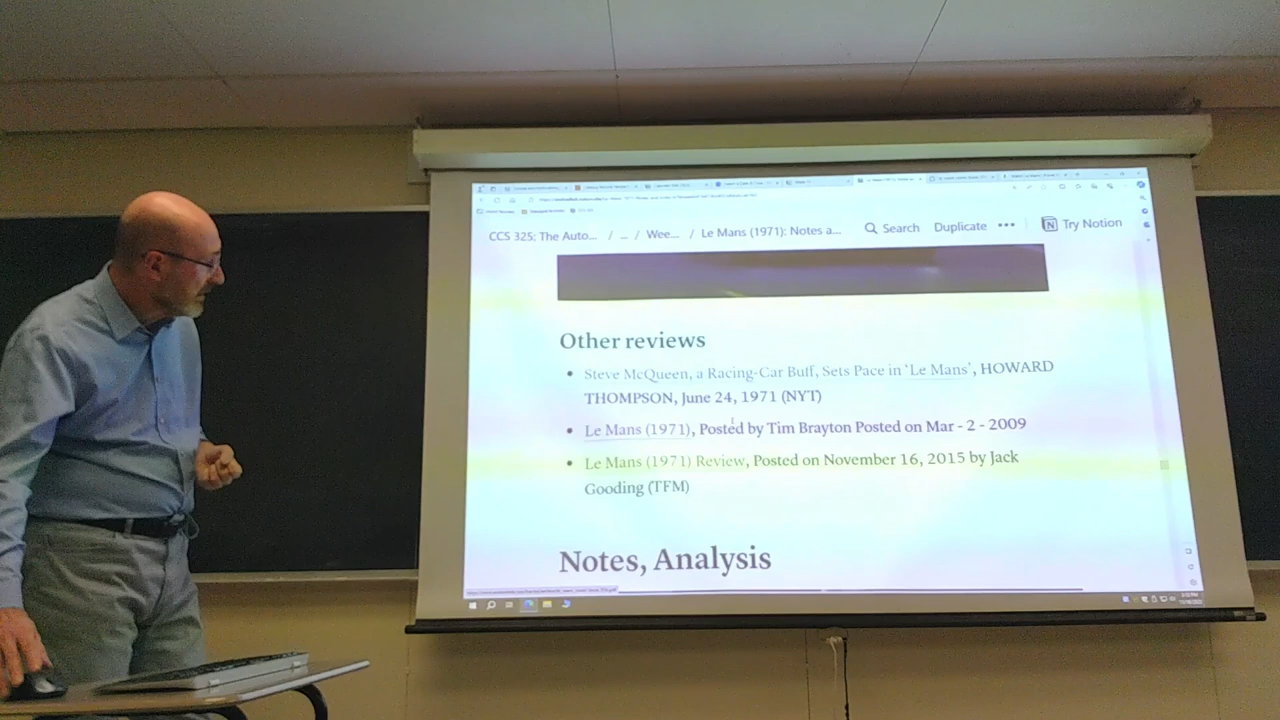 CCS 325: The Auto... / ... / Wee... / Le Mans (1971): Notes a... Search Duplicate ••• Try Notion
Other reviews
• Steve McQueen, a Racing-Car Buff, Sets Pace in ‘Le Mans’, HOWARD
THOMPSON, June 24, 1971 (NYT)
• Le Mans (1971), Posted by Tim Brayton Posted on Mar - 2 - 2009
• Le Mans (1971) Review, Posted on November 16, 2015 by Jack
Gooding (TFM)
Notes, Analysis